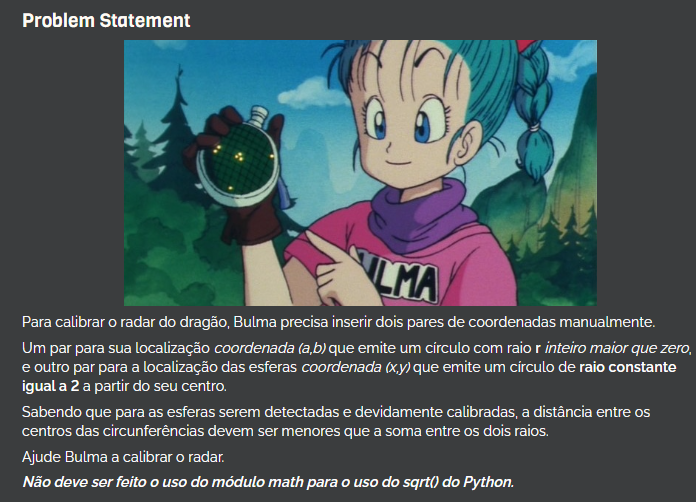 Problem Statement
ULMA
Para calibrar o radar do dragão, Bulma precisa inserir dois pares de coordenadas manualmente.
Um par para sua localização coordenada (a,b) que emite um círculo com raio r inteiro maior que zero,
e outro par para a localização das esferas coordenada (x,y) que emite um círculo de raio constante
igual a 2 a partir do seu centro.
Sabendo que para as esferas serem detectadas e devidamente calibradas, a distância entre os
centros das circunferências devem ser menores que a soma entre os dois raios.
Ajude Bulma a calibrar o radar.
Não deve ser feito o uso do módulo math para o uso do sqrt() do Python.